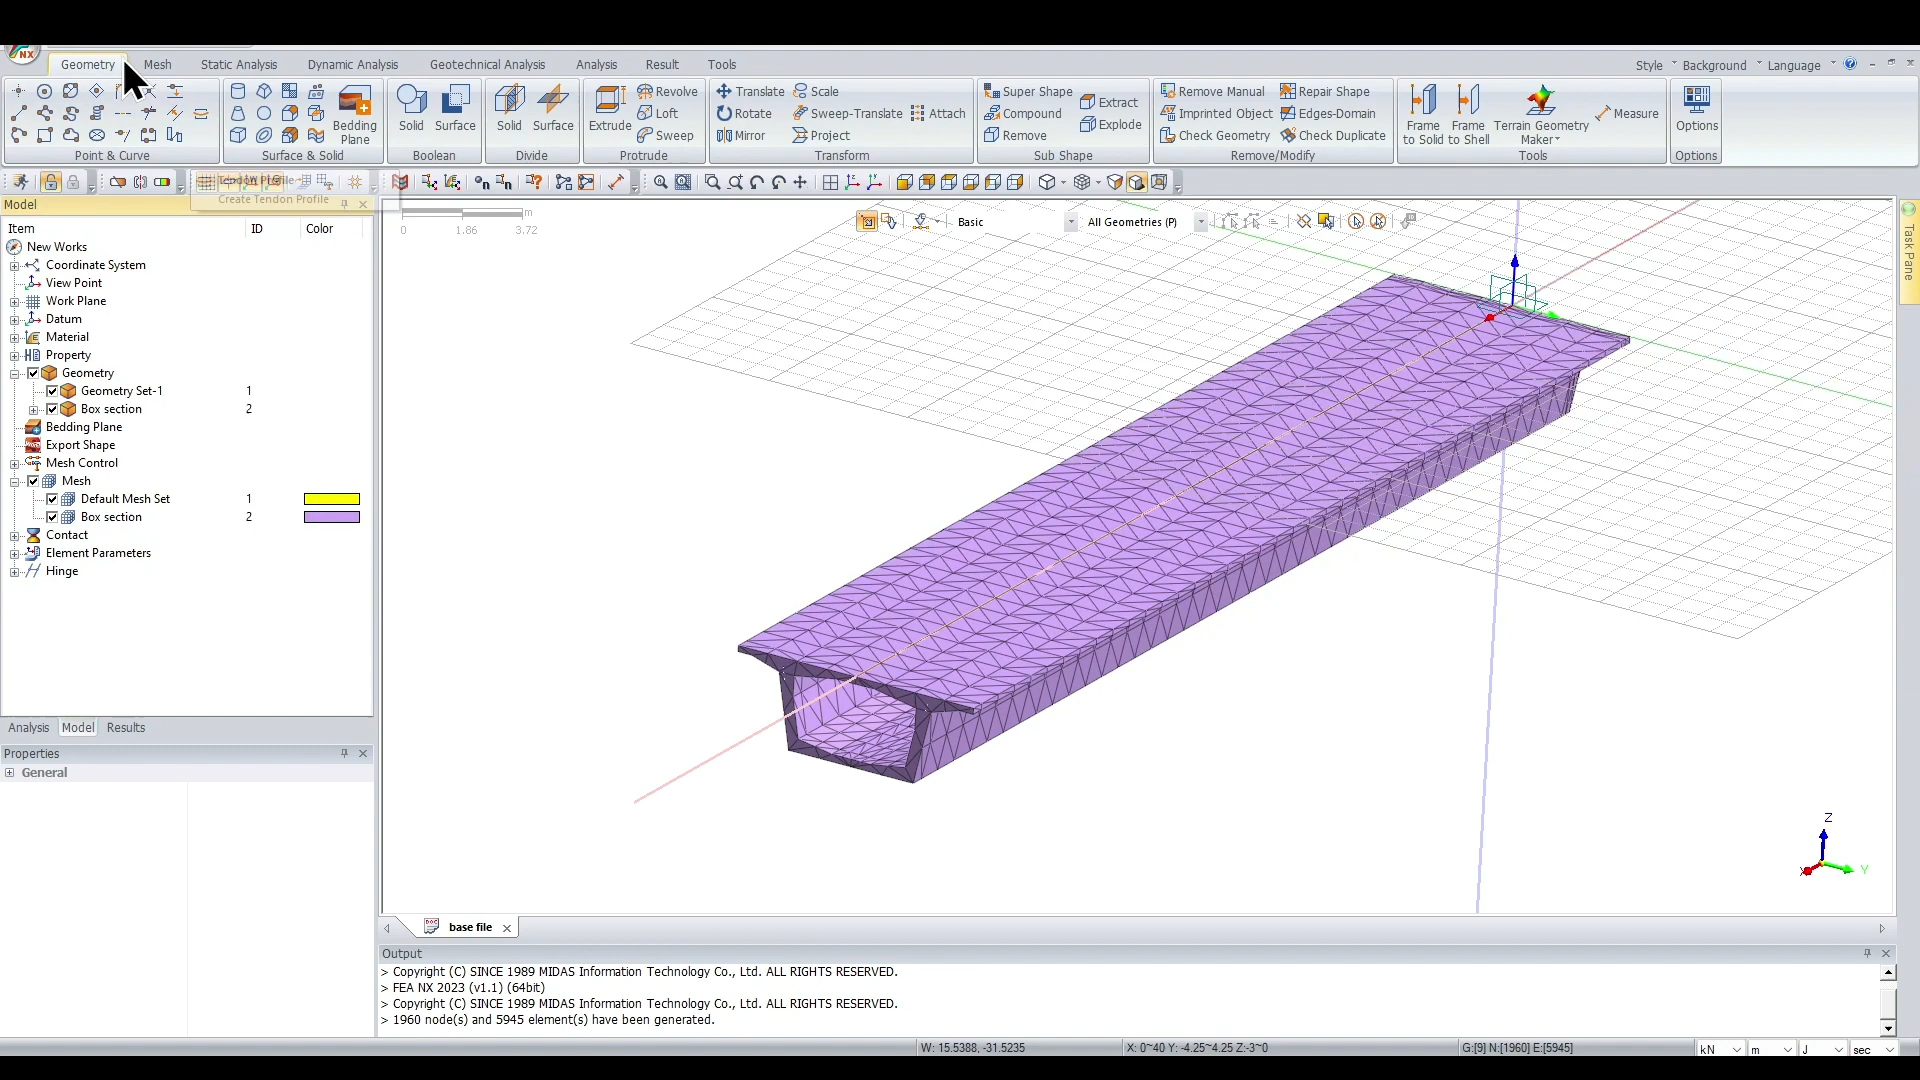 NX
Geometry Mesh Static Analysis Dynamic Analysis Geotechnical Analysis Analysis Result Tools
Style Background Language
Bedding Plane
Solid Surface
Solid Surface
Extrude
Revolve
Loft
Sweep
Translate Scale
Rotate Sweep-Translate Attach
Mirror Project
Super Shape
Compound
Remove
Extract
Explode
Remove Manual Repair Shape
Imprinted Object Edges-Domain
Check Geometry Check Duplicate
Frame to Solid
Frame to Shell
Terrain Geometry Maker
Measure
Options
Point & Curve Surface & Solid Boolean Divide Protrude Transform Sub Shape Remove/Modify Tools Options
Tendon Profile
Create Tendon Profile
Model
Item ID Color
New Works
Coordinate System
View Point
Work Plane
Datum
Material
Property
Geometry
Geometry Set-1 1
Box section 2
Bedding Plane
Export Shape
Mesh Control
Mesh
Default Mesh Set 1
Box section 2
Contact
Element Parameters
Hinge
Analysis Model Results
Properties
General
m
0 1.86 3.72
Basic All Geometries (P)
Task Pane
Z
Y
X
base file
Output
> Copyright (C) SINCE 1989 MIDAS Information Technology Co., Ltd. ALL RIGHTS RESERVED.
> FEA NX 2023 (v1.1) (64bit)
> Copyright (C) SINCE 1989 MIDAS Information Technology Co., Ltd. ALL RIGHTS RESERVED.
> 1960 node(s) and 5945 element(s) have been generated.
W: 15.5388, -31.5235 X: 0~40 Y: -4.25~4.25 Z:-3~0 G:[9] N:[1960] E:[5945] kN m J sec